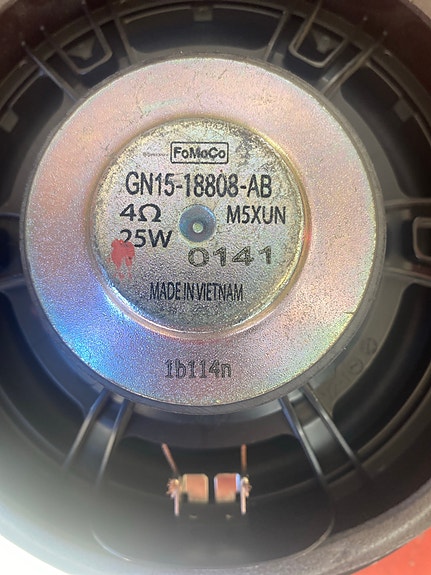 FoMoCo
GN15-18808-AB
4Ω M5XUN
25W
0141
MADE IN VIETNAM
1b114n